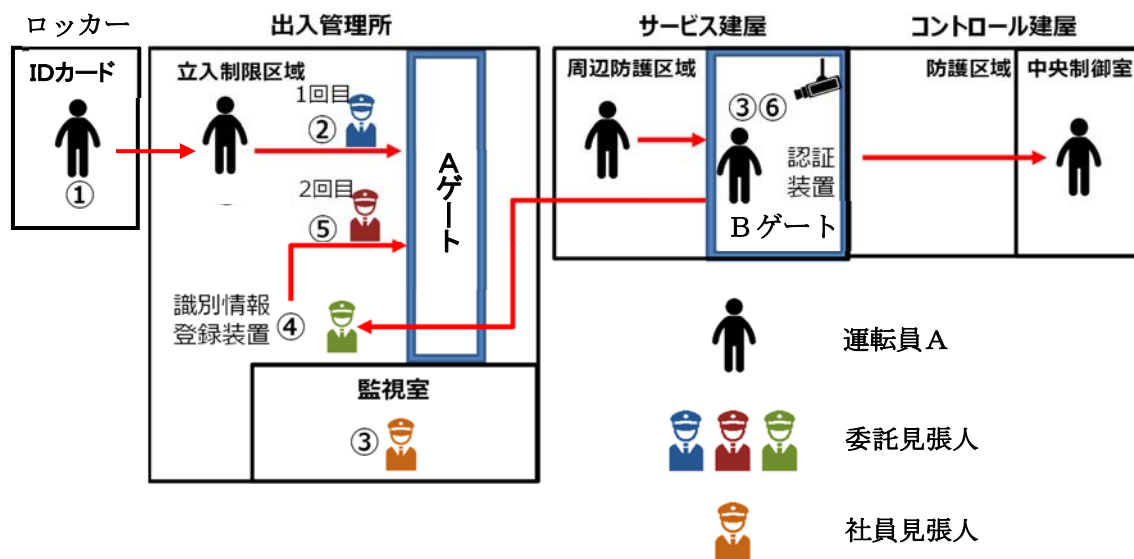 ロッカー
出入管理所
サービス建屋
コントロール建屋
IDカード
立入制限区域
周辺防護区域
防護区域
中央制御室
1回目
②
③⑥
①
Aゲート
認証
装置
2回目
⑤
Bゲート
識別情報
登録装置
④
運転員A
監視室
③
委託見張人
社員見張人